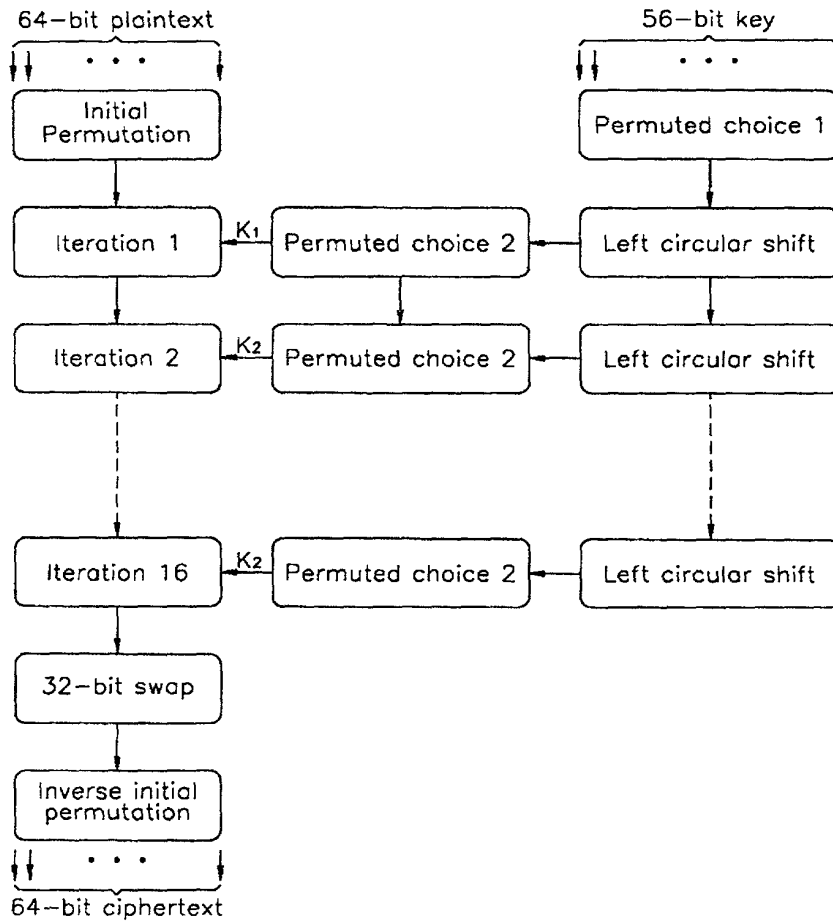 64-bit plaintext
56-bit key
Initial
Permutation
Permuted choice 1
Iteration 1
K1
Permuted choice 2
Left circular shift
Iteration 2
K2
Permuted choice 2
Left circular shift
Iteration 16
K2
Permuted choice 2
Left circular shift
32-bit swap
Inverse initial
permutation
64-bit ciphertext